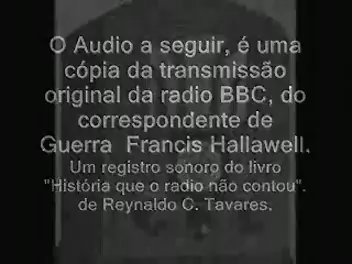 O Audio a seguir, é uma
cópia da transmissão
original da radio BBC, do
correspondente de
Guerra Francis Hallawell.
Um registro sonoro do livro
"História que o radio não contou".
de Reynaldo C. Tavares.